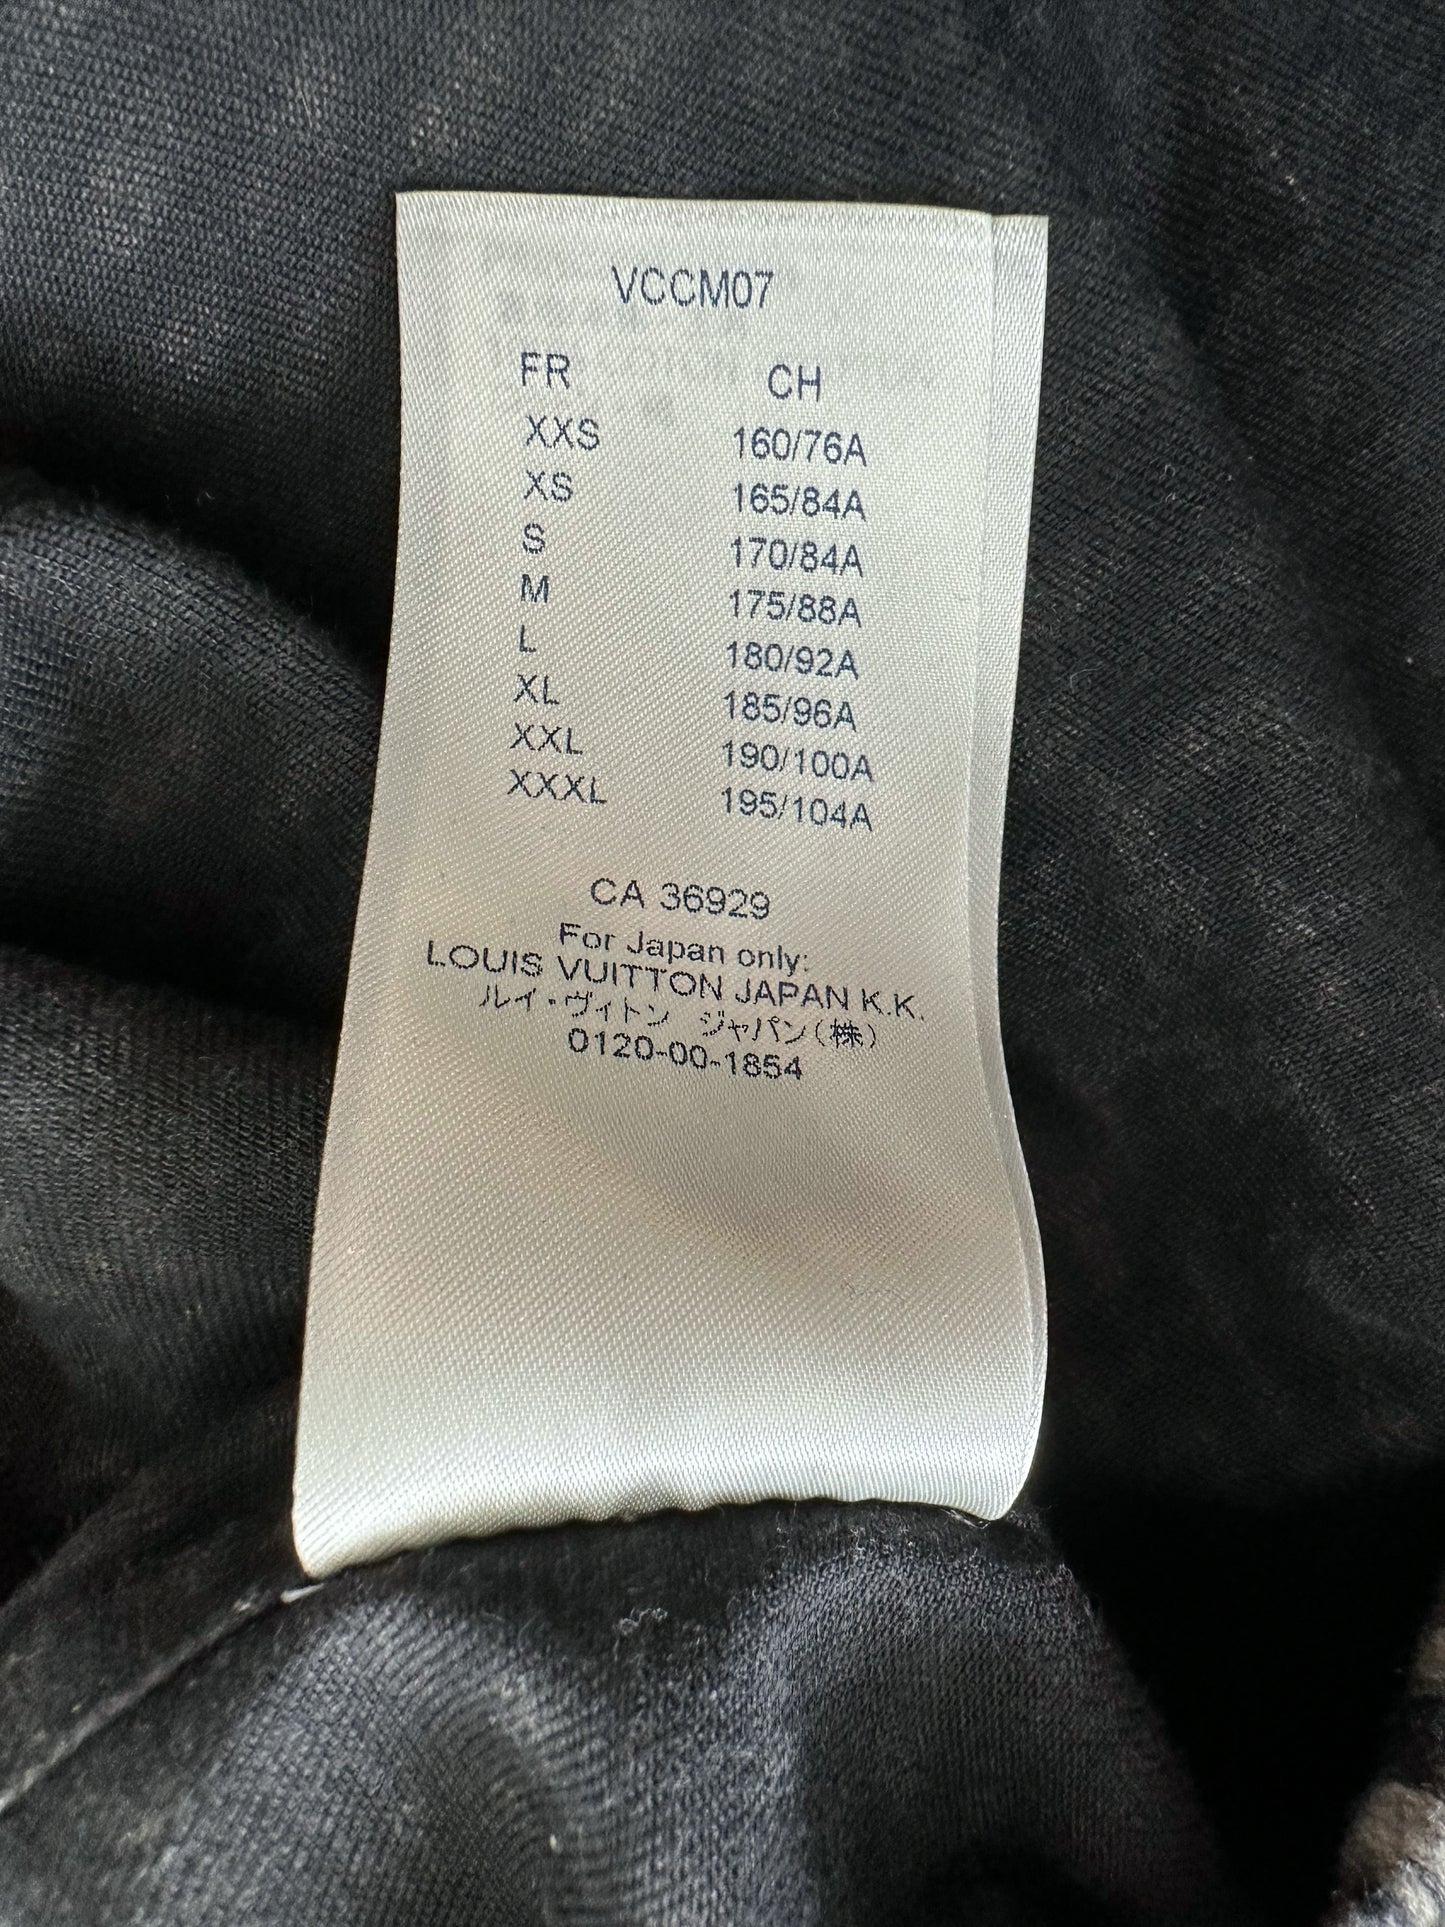 VCCM07
FR CH
XXS 160/76A
XS 165/84A
S 170/84A
M 175/88A
L 180/92A
XL 185/96A
XXL 190/100A
XXXL 195/104A
CA 36929
For Japan only:
LOUIS VUITTON JAPAN K.K.
ルイ・ヴィトン ジャパン(株)
0120-00-1854